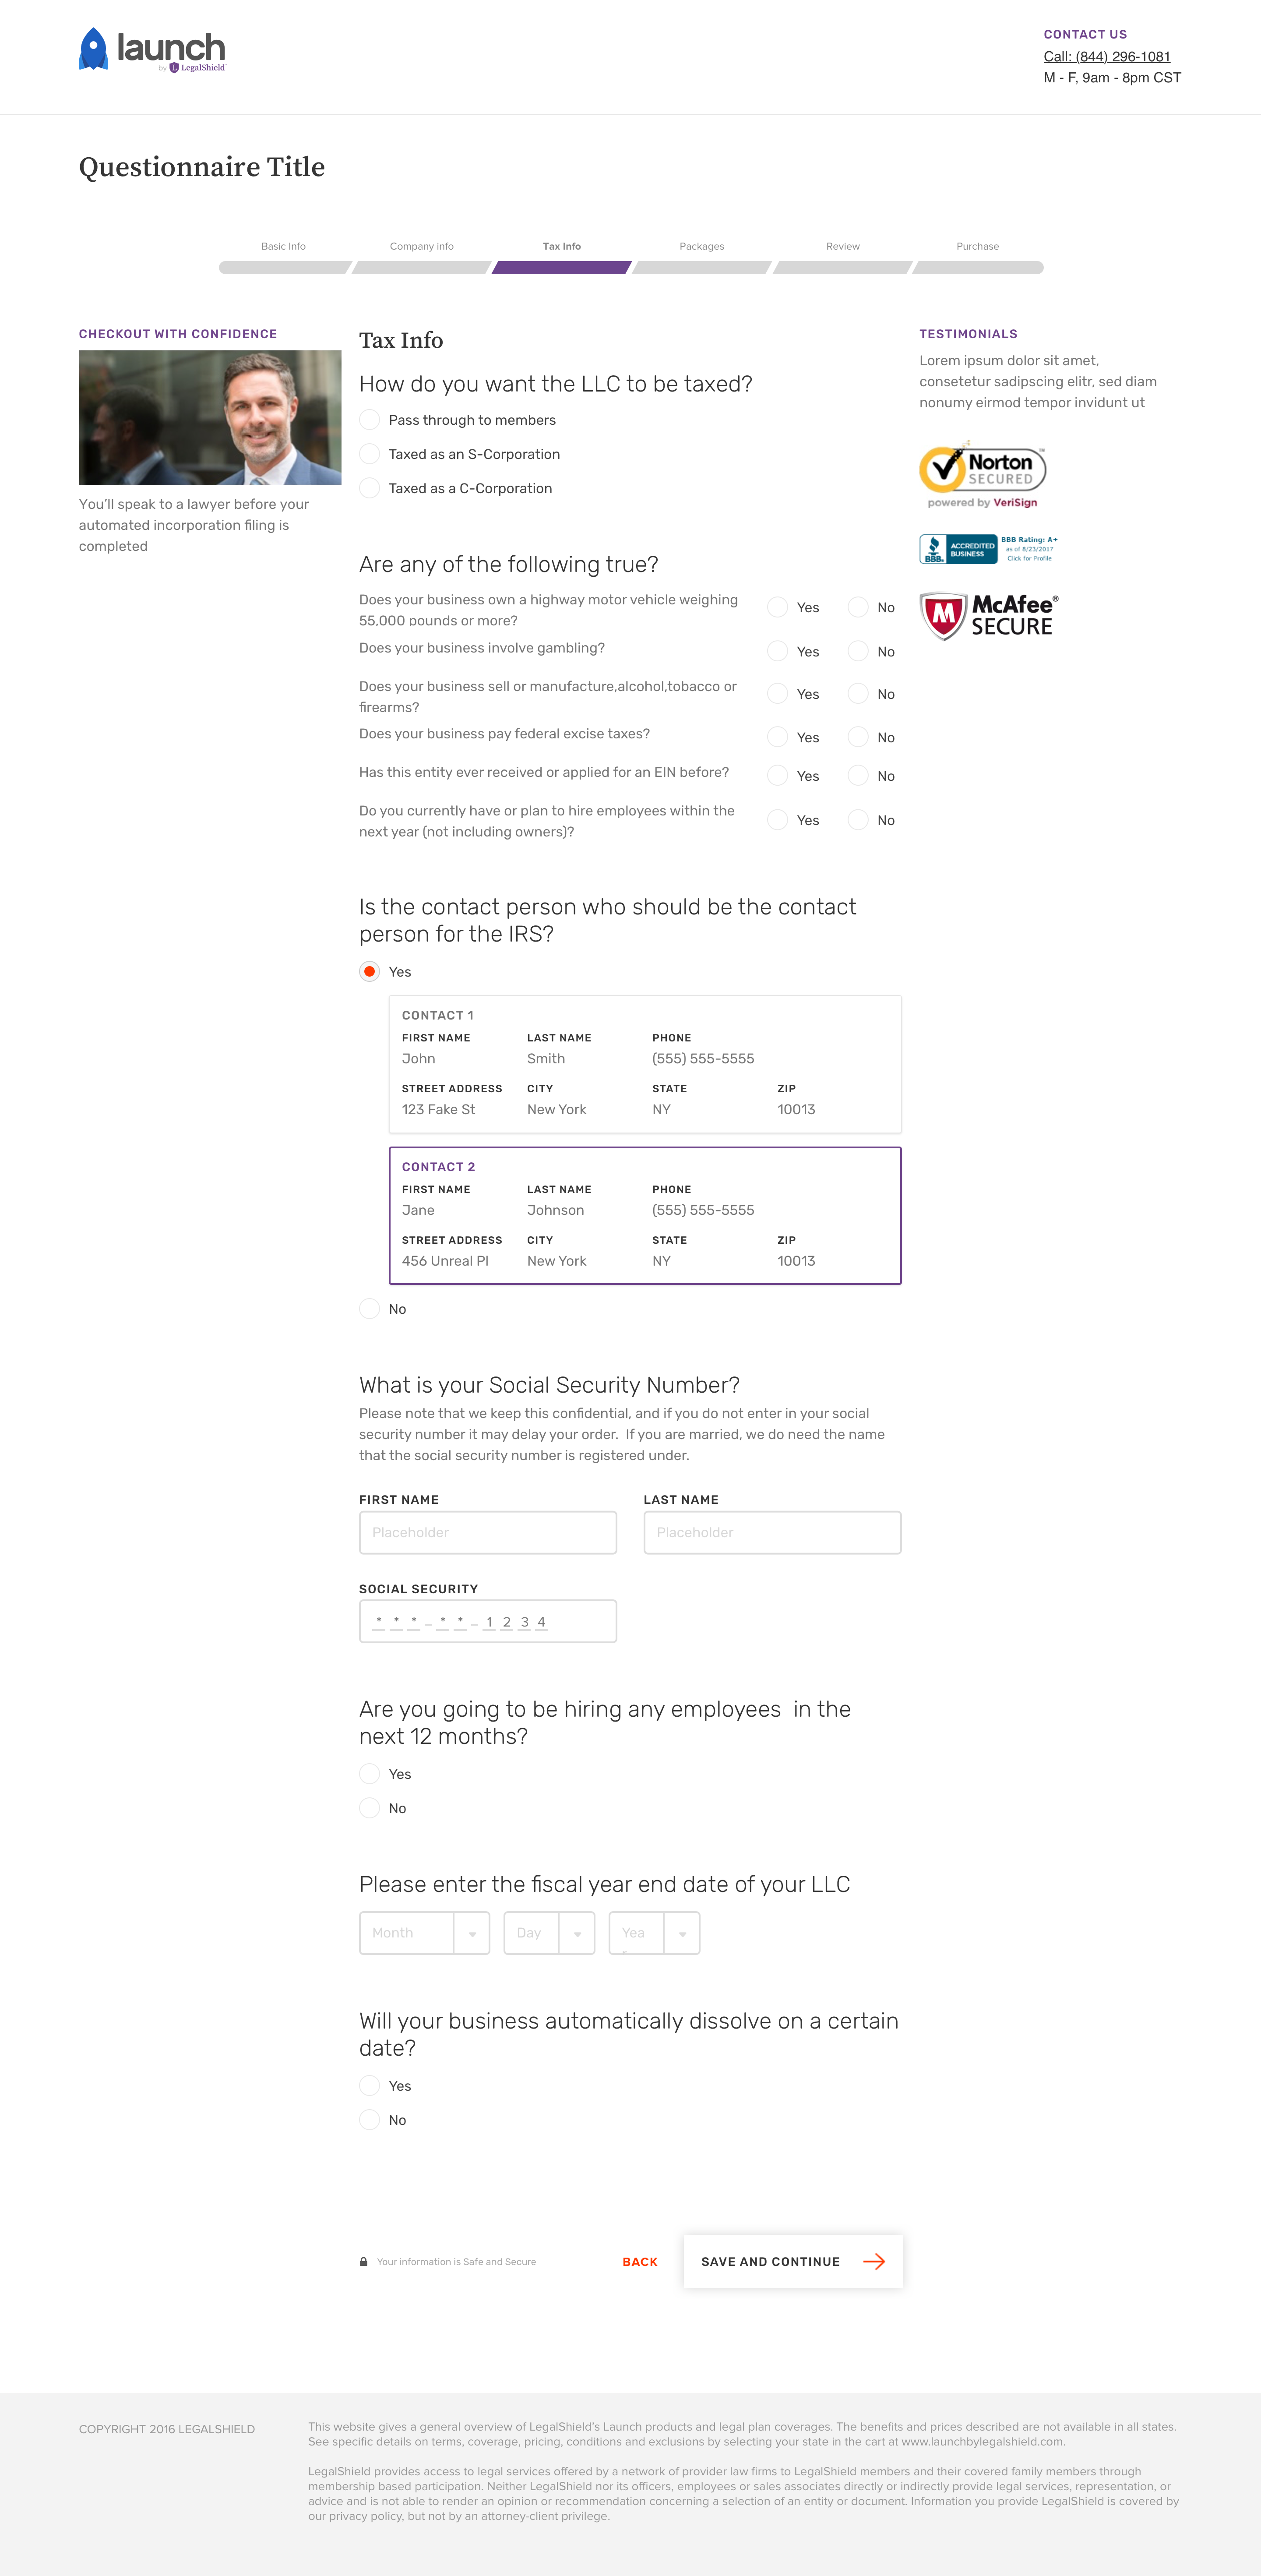 launch
by L LegalShield
CONTACT US
Call: (844) 296-1081
M - F, 9am - 8pm CST
Questionnaire Title
Basic Info
Company info
Tax Info
Packages
Review
Purchase
CHECKOUT WITH CONFIDENCE
You'll speak to a lawyer before your
automated incorporation filing is
completed
Tax Info
How do you want the LLC to be taxed?
Pass through to members
Taxed as an S-Corporation
Taxed as a C-Corporation
Are any of the following true?
Does your business own a highway motor vehicle weighing
55,000 pounds or more?
Yes
No
Does your business involve gambling?
Yes
No
Does your business sell or manufacture,alcohol,tobacco or
firearms?
Yes
No
Does your business pay federal excise taxes?
Yes
No
Has this entity ever received or applied for an EIN before?
Yes
No
Do you currently have or plan to hire employees within the
next year (not including owners)?
Yes
No
Is the contact person who should be the contact
person for the IRS?
Yes
CONTACT 1
FIRST NAME
LAST NAME
PHONE
John
Smith
(555) 555-5555
STREET ADDRESS
CITY
STATE
ZIP
123 Fake St
New York
NY
10013
CONTACT 2
FIRST NAME
LAST NAME
PHONE
Jane
Johnson
(555) 555-5555
STREET ADDRESS
CITY
STATE
ZIP
456 Unreal Pl
New York
NY
10013
No
What is your Social Security Number?
Please note that we keep this confidential, and if you do not enter in your social
security number it may delay your order.  If you are married, we do need the name
that the social security number is registered under.
FIRST NAME
LAST NAME
Placeholder
Placeholder
SOCIAL SECURITY
* * * – * * – 1 2 3 4
Are you going to be hiring any employees  in the
next 12 months?
Yes
No
Please enter the fiscal year end date of your LLC
Month
Day
Yea
r
Will your business automatically dissolve on a certain
date?
Yes
No
Your information is Safe and Secure
BACK
SAVE AND CONTINUE
TESTIMONIALS
Lorem ipsum dolor sit amet,
consetetur sadipscing elitr, sed diam
nonumy eirmod tempor invidunt ut
Norton™
SECURED
powered by VeriSign
BBB.
ACCREDITED
BUSINESS
BBB Rating: A+
as of 8/23/2017
Click for Profile
M
McAfee®
SECURE
COPYRIGHT 2016 LEGALSHIELD
This website gives a general overview of LegalShield's Launch products and legal plan coverages. The benefits and prices described are not available in all states.
See specific details on terms, coverage, pricing, conditions and exclusions by selecting your state in the cart at www.launchbylegalshield.com.
LegalShield provides access to legal services offered by a network of provider law firms to LegalShield members and their covered family members through
membership based participation. Neither LegalShield nor its officers, employees or sales associates directly or indirectly provide legal services, representation, or
advice and is not able to render an opinion or recommendation concerning a selection of an entity or document. Information you provide LegalShield is covered by
our privacy policy, but not by an attorney-client privilege.